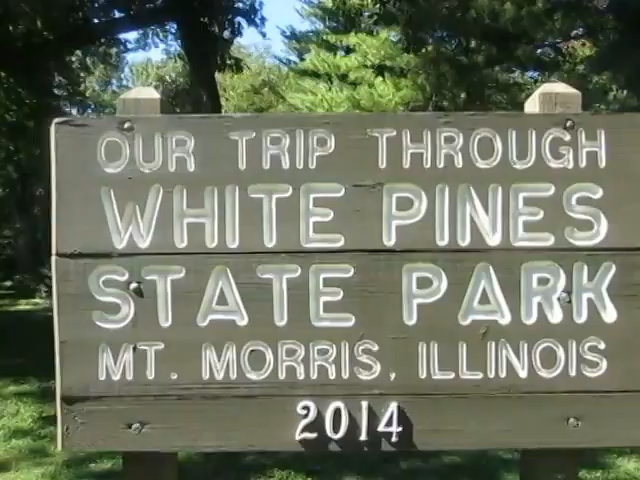 OUR TRIP THROUGH
WHITE PINES
STATE PARK
MT. MORRIS, ILLINOIS
2014